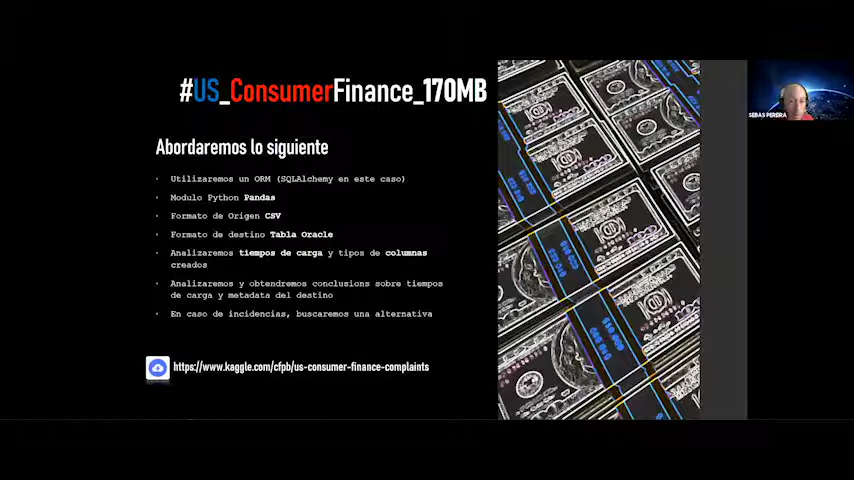 #US_ConsumerFinance_170MB
SEBAS PEREIRA
Abordaremos lo siguiente
• Utilizaremos un ORM (SQLAlchemy en este caso)
• Modulo Python Pandas
• Formato de Origen CSV
• Formato de destino Tabla Oracle
• Analizaremos tiempos de carga y tipos de columnas
creados
• Analizaremos y obtendremos conclusions sobre tiempos
de carga y metadata del destino
• En caso de incidencias, buscaremos una alternativa
https://www.kaggle.com/cfpb/us-consumer-finance-complaints